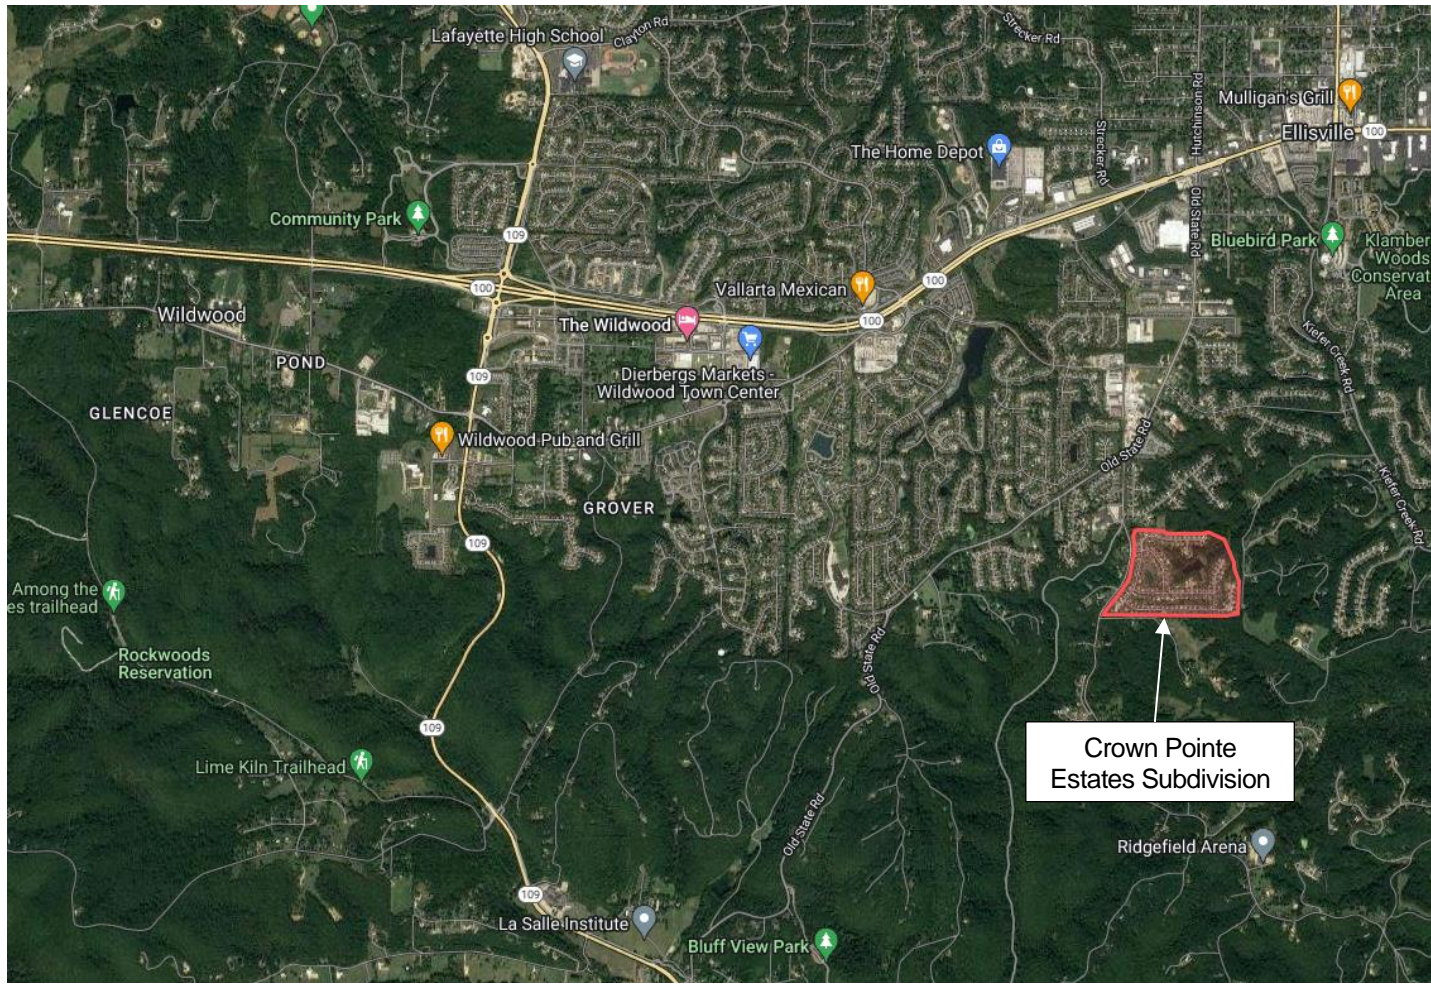 Lafayette High School
Clayton Rd
Strecker Rd
Hutchinson Rd
Mulligan's Grill
Ellisville
100
The Home Depot
Strecker Rd
Community Park
109
Old State Rd
Bluebird Park
Klamber
Woods
Conservat
Area
100
100
Vallarta Mexican
Wildwood
The Wildwood
100
Kiefer Creek Rd
POND
109
Dierbergs Markets -
Wildwood Town Center
GLENCOE
Wildwood Pub and Grill
Old State Rd
GROVER
Kiefer Creek Rd
109
Among the
es trailhead
Rockwoods
Reservation
Old State Rd
109
Crown Pointe
Estates Subdivision
Lime Kiln Trailhead
Old State Rd
Ridgefield Arena
109
La Salle Institute
Bluff View Park